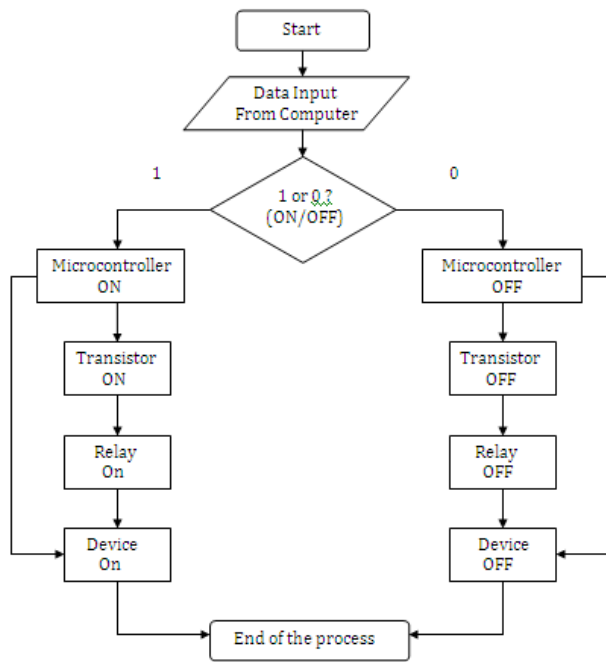 Start
Data Input
From Computer
1
0
1 or 0 ?
(ON/OFF)
Microcontroller
ON
Microcontroller
OFF
Transistor
ON
Transistor
OFF
Relay
On
Relay
OFF
Device
On
Device
OFF
End of the process